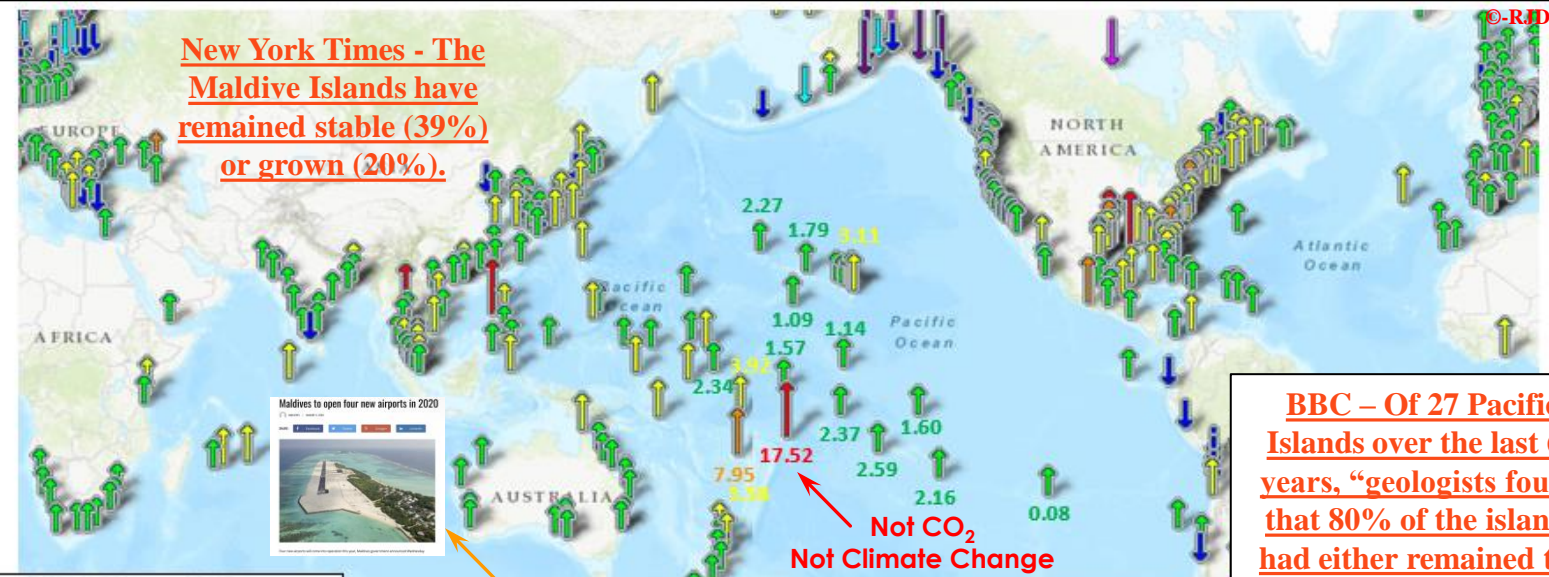 ©-RJD
New York Times - The
Maldive Islands have
remained stable (39%)
or grown (20%).
EUROPE
NORTH
AMERICA
2.27
1.79
3.11
Atlantic
Ocean
Pacific
Ocean
AFRICA
1.09
1.14
Pacific
Ocean
1.57
3.92
2.34
Maldives to open four new airports in 2020
2.37
1.60
17.52
2.59
7.95
2.16
0.08
AUSTRALIA
Not CO₂
Not Climate Change
BBC – Of 27 Pacific
Islands over the last
years, “geologists
that 80% of the
had either remained